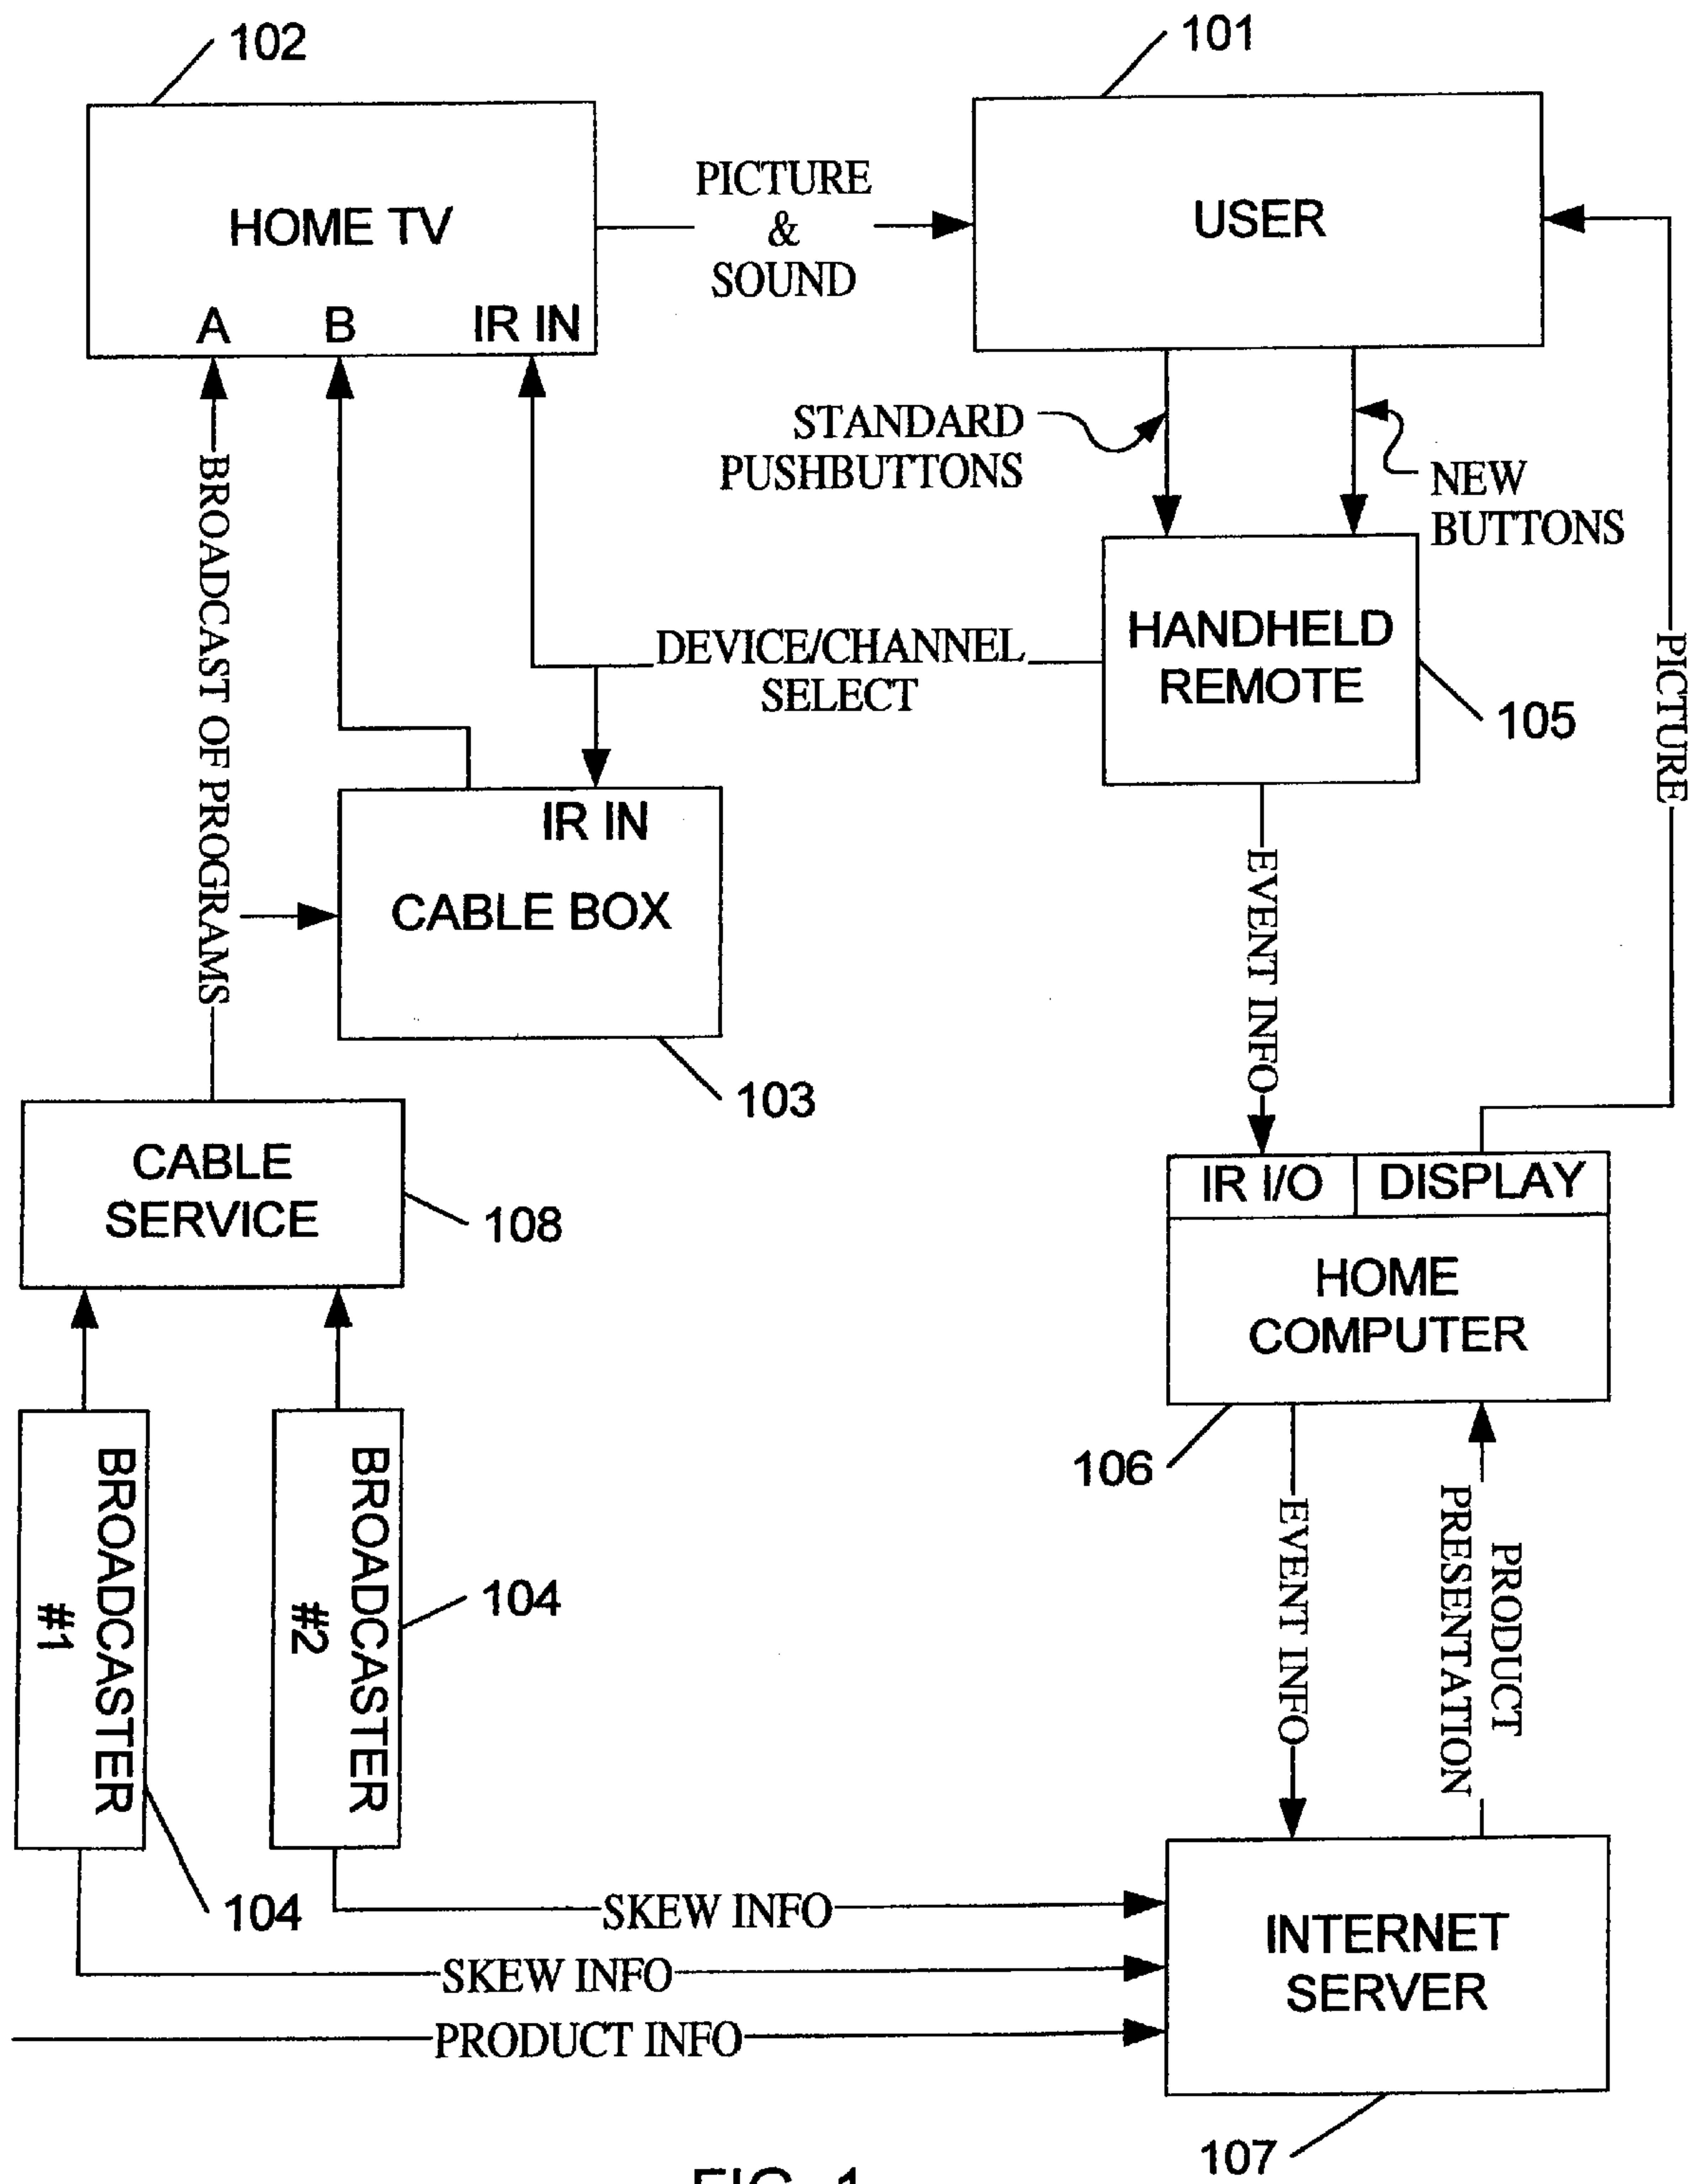 102
101
HOME TV
A
B
IR IN
PICTURE
&
SOUND
USER
STANDARD
PUSHBUTTONS
NEW
BUTTONS
BROADCAST OF PROGRAMS
DEVICE/CHANNEL
SELECT
HANDHELD
REMOTE
105
PICTURE
IR IN
CABLE BOX
103
EVENT INFO
CABLE
SERVICE
108
IR I/O
DISPLAY
HOME
COMPUTER
106
BROADCASTER
#1
104
BROADCASTER
#2
104
EVENT INFO
PRODUCT
PRESENTATION
SKEW INFO
SKEW INFO
PRODUCT INFO
INTERNET
SERVER
107
FIG. 1